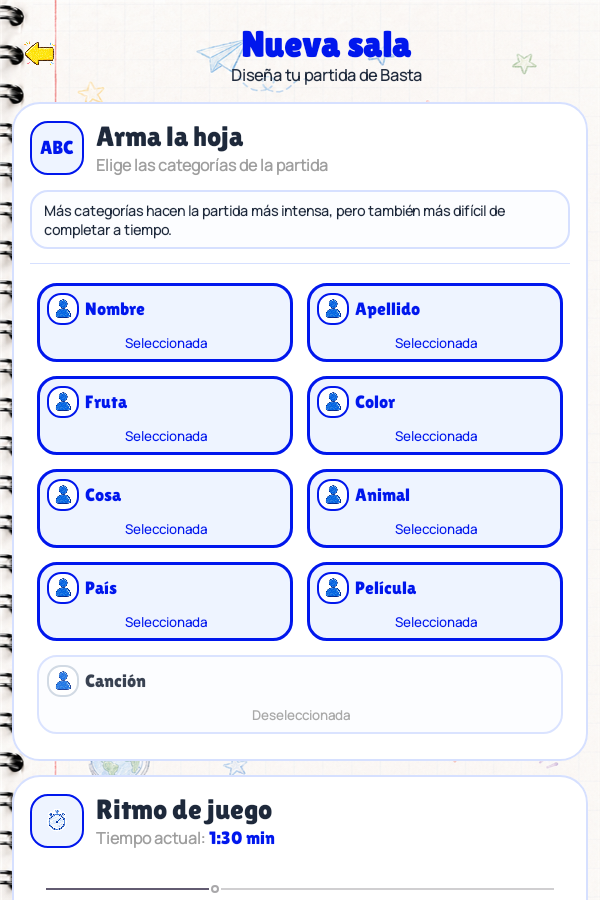 Nueva sala
Diseña tu partida de Basta
ABC
Arma la hoja
Elige las categorías de la partida
Más categorías hacen la partida más intensa, pero también más difícil de
completar a tiempo.
Nombre
Seleccionada
Apellido
Seleccionada
Fruta
Seleccionada
Color
Seleccionada
Cosa
Seleccionada
Animal
Seleccionada
País
Seleccionada
Película
Seleccionada
Canción
Deseleccionada
Ritmo de juego
Tiempo actual: 1:30 min